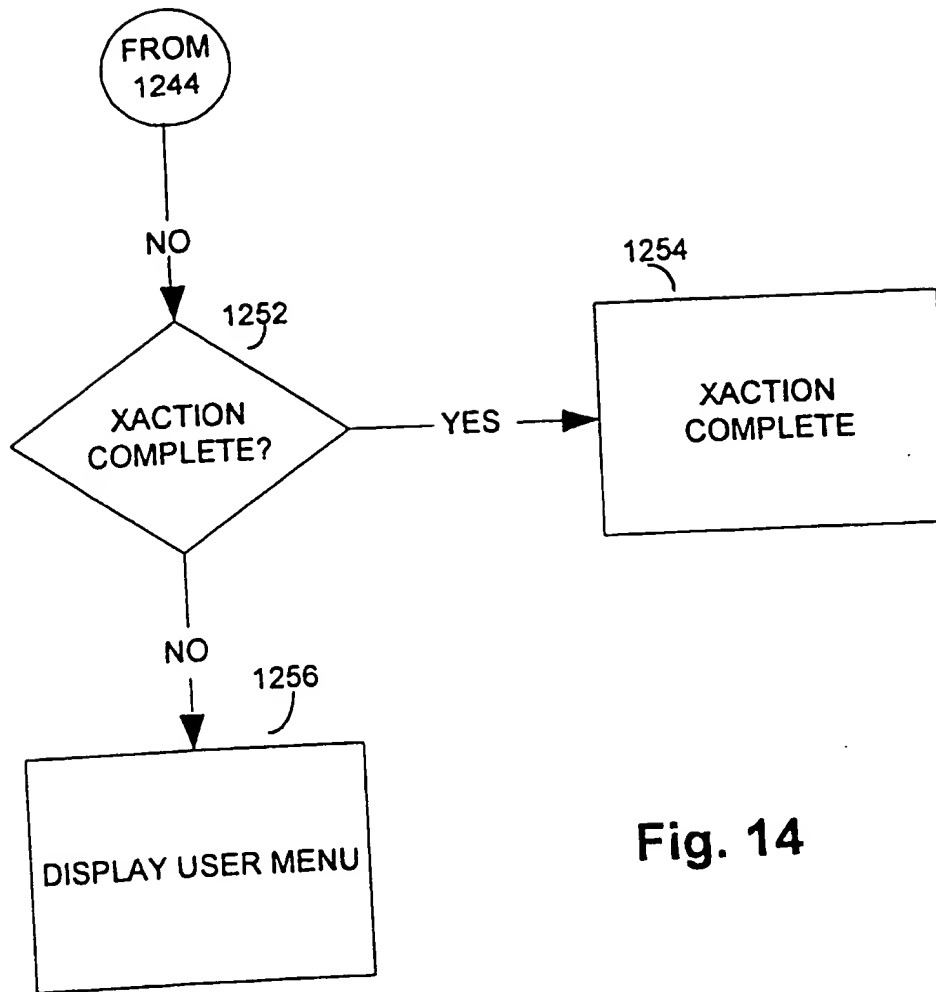 FROM
1244
NO
1252
XACTION
COMPLETE?
YES
1254
XACTION
COMPLETE
NO
1256
DISPLAY USER MENU
Fig. 14